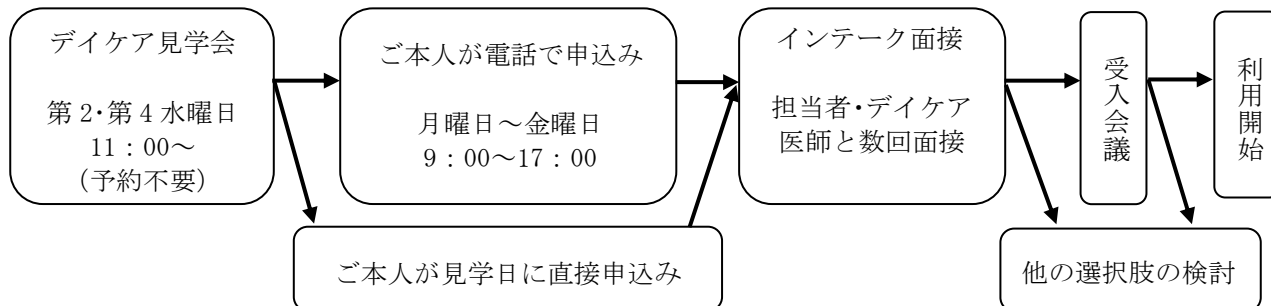 デイケア見学会
第2・第4水曜日
11：00～
(予約不要)
ご本人が電話で申込み
月曜日～金曜日
9：00～17：00
ご本人が見学日に直接申込み
インテーク面接
担当者・デイケア
医師と数回面接
受入会議
利用開始
他の選択肢の検討